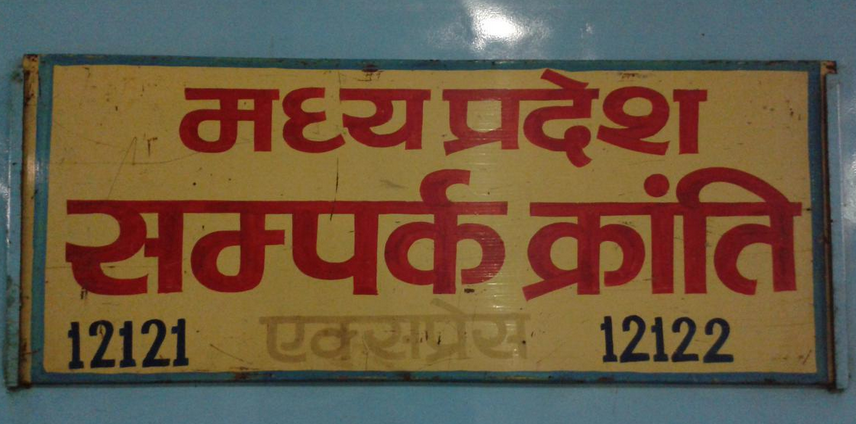 मध्य प्रदेश
सम्पर्क क्रांति
12121 एक्सप्रेस 12122